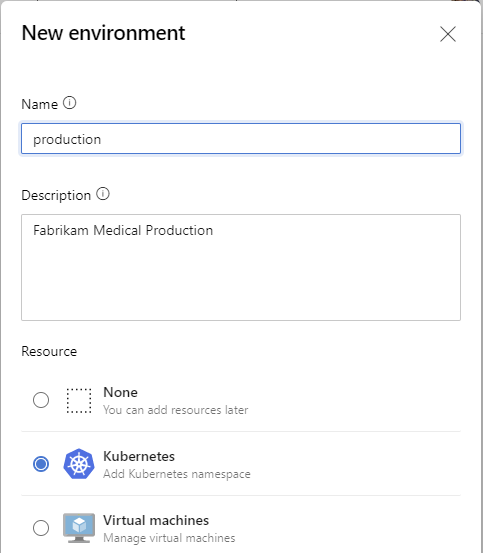 New environment
Name
production
Description
Fabrikam Medical Production
Resource
None
You can add resources later
Kubernetes
Add Kubernetes namespace
Virtual machines
Manage virtual machines